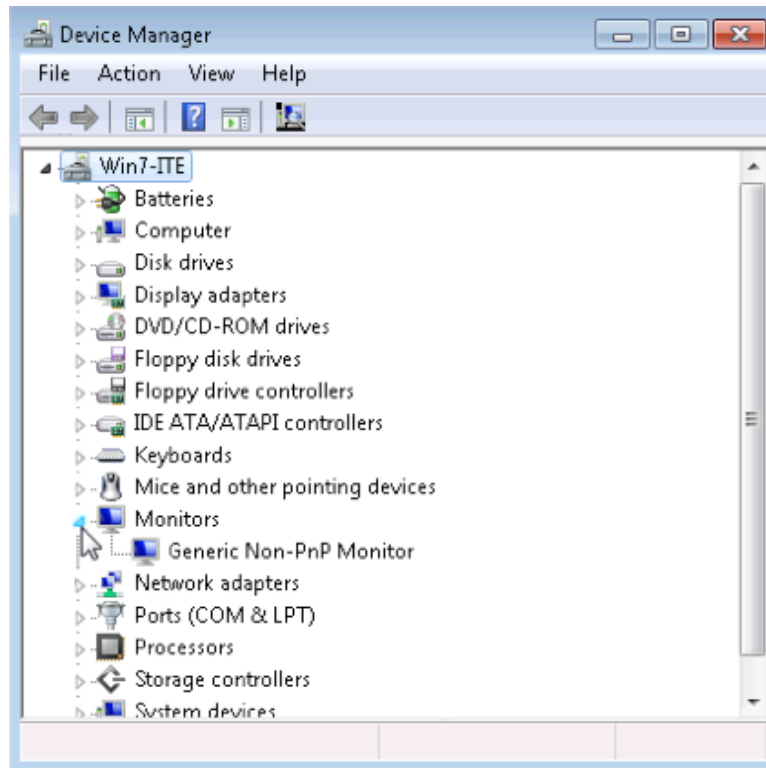 Device Manager
File Action View Help
Win7-ITE
Batteries
Computer
Disk drives
Display adapters
DVD/CD-ROM drives
Floppy disk drives
Floppy drive controllers
IDE ATA/ATAPI controllers
Keyboards
Mice and other pointing devices
Monitors
Generic Non-PnP Monitor
Network adapters
Ports (COM & LPT)
Processors
Storage controllers
System devices